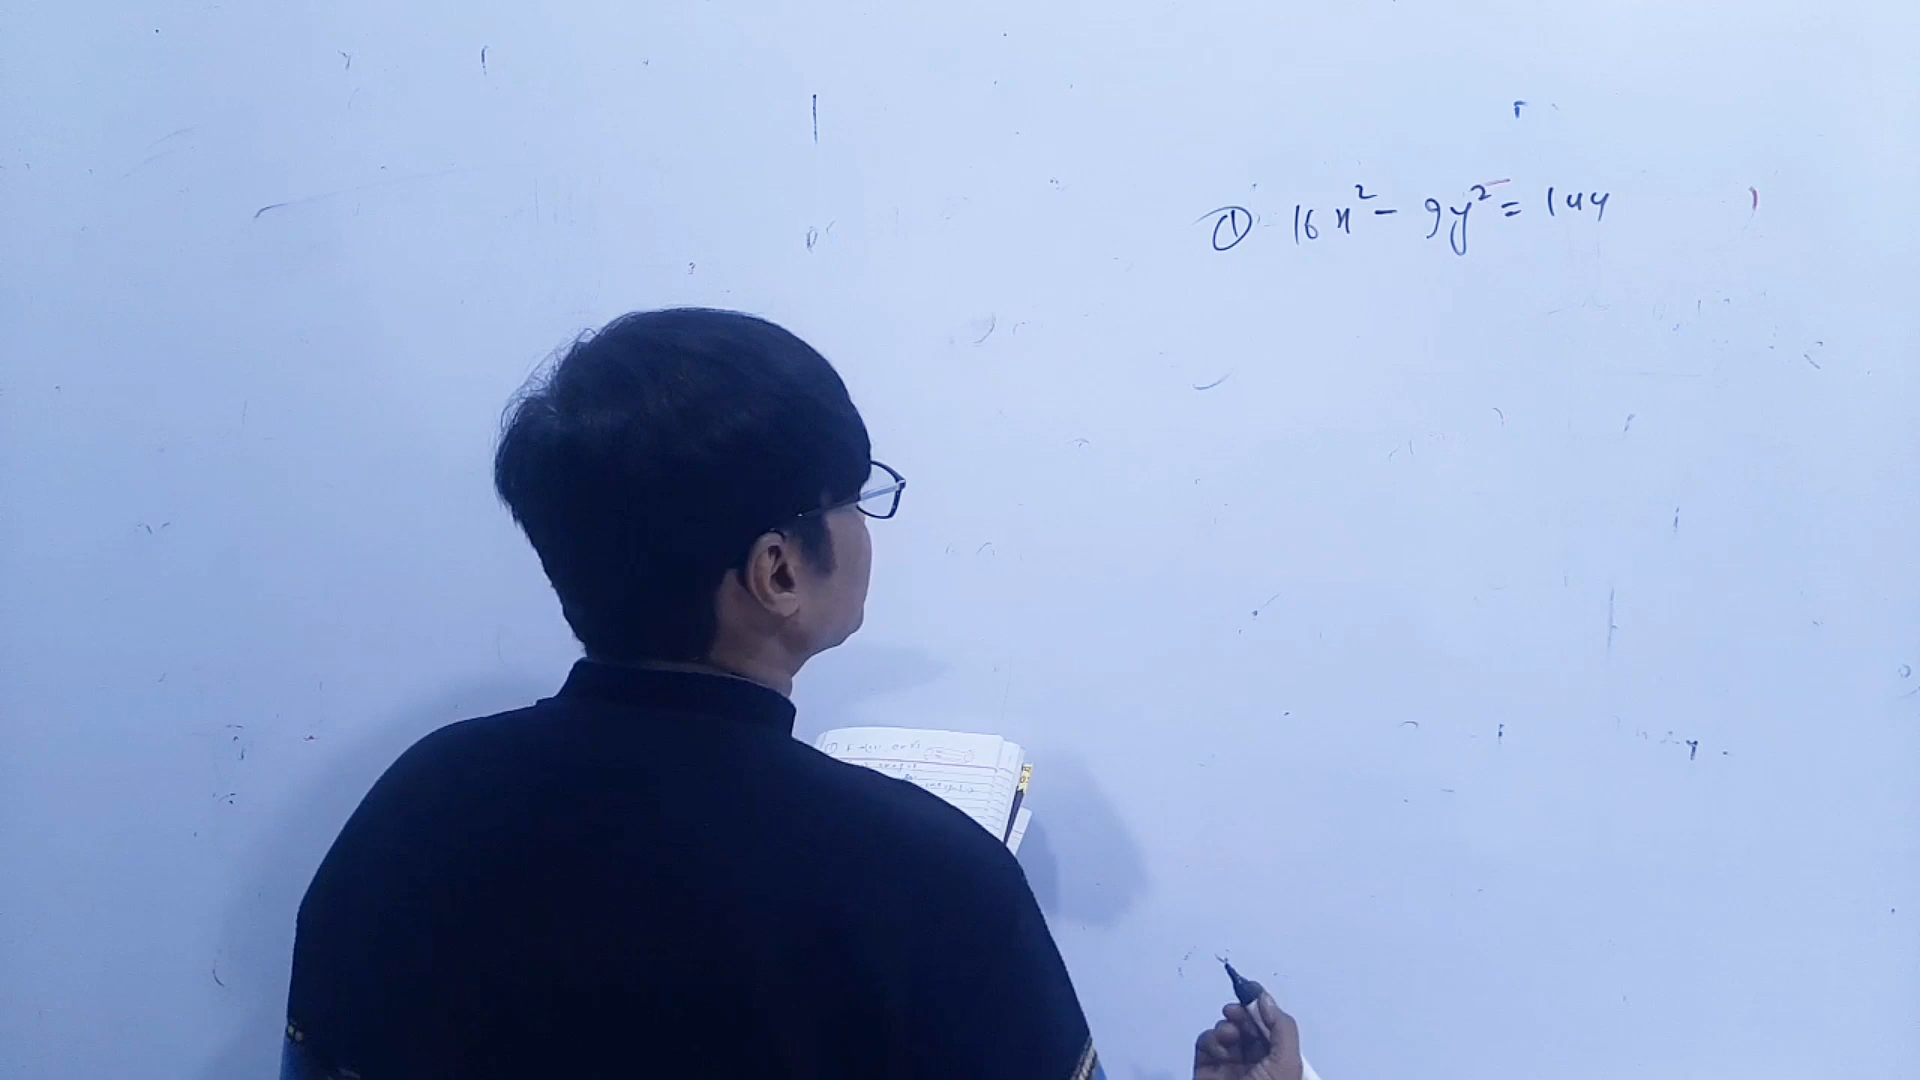 ① 16x² - 9y² = 144